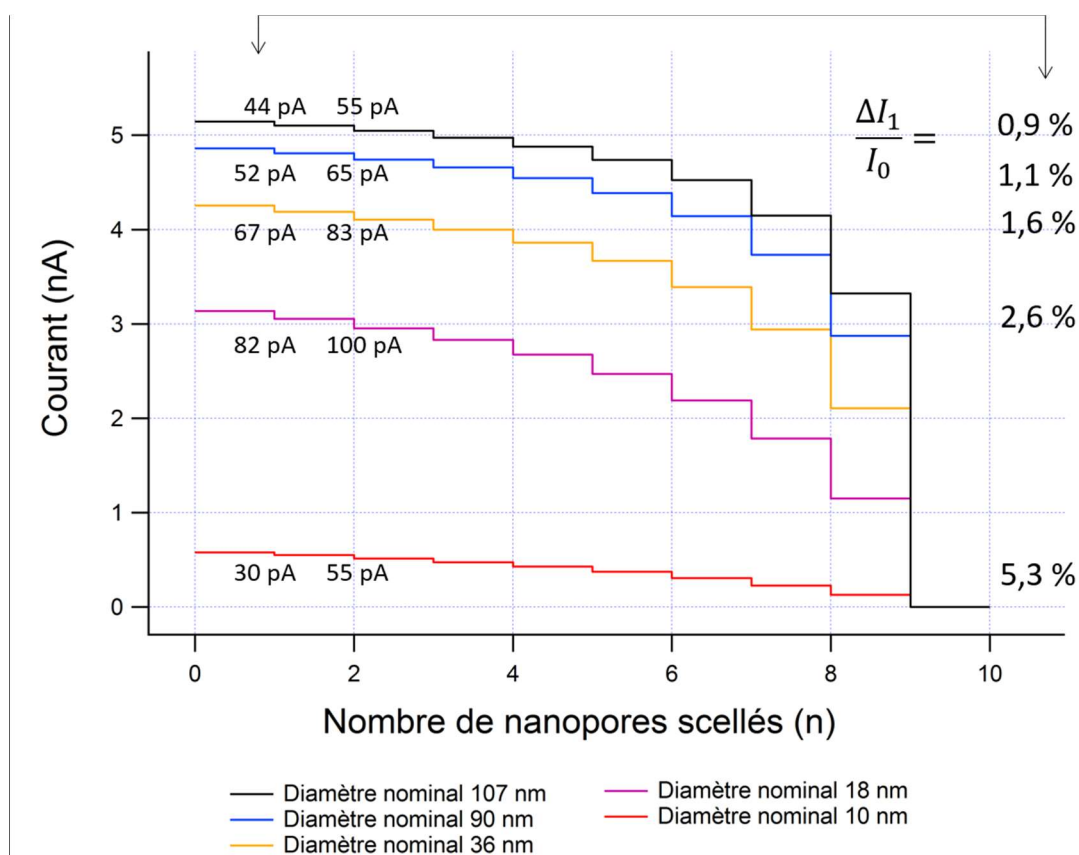 44 pA 55 pA
52 pA 65 pA
67 pA 83 pA
82 pA 100 pA
30 pA 55 pA
ΔI₁
I₀
=
0,9 %
1,1 %
1,6 %
2,6 %
5,3 %
Courant (nA)
5
4
3
2
1
0
0 2 4 6 8 10
Nombre de nanopores scellés (n)
Diamètre nominal 107 nm
Diamètre nominal 90 nm
Diamètre nominal 36 nm
Diamètre nominal 18 nm
Diamètre nominal 10 nm